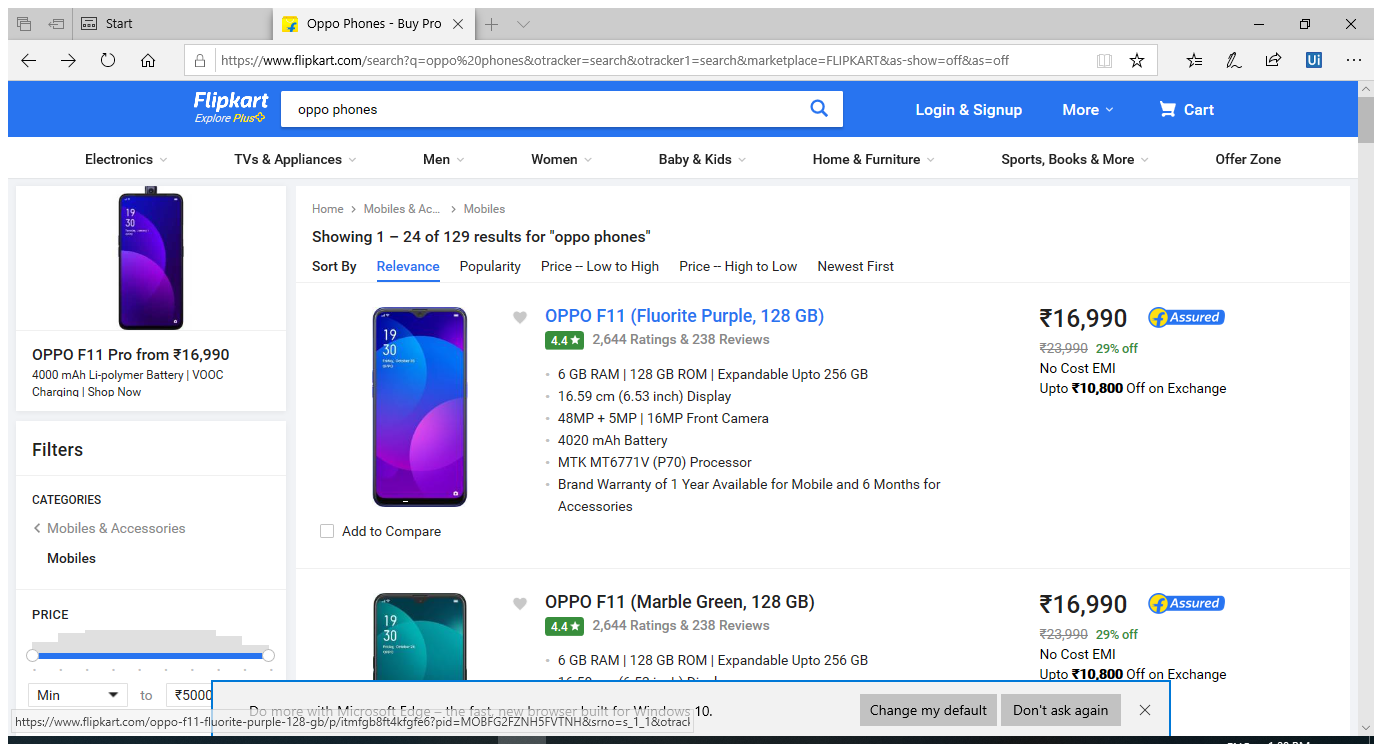 Start
Oppo Phones - Buy Pro
https://www.flipkart.com/search?q=oppo%20phones&otracker=search&otracker1=search&marketplace=FLIPKART&as-show=off&as=off
Ui
Flipkart
Explore Plus
oppo phones
Login & Signup
More
Cart
Electronics
TVs & Appliances
Men
Women
Baby & Kids
Home & Furniture
Sports, Books & More
Offer Zone
19
30
OPPO F11 Pro from ₹16,990
4000 mAh Li-polymer Battery | VOOC
Charging | Shop Now
Filters
CATEGORIES
Mobiles & Accessories
Mobiles
PRICE
Min
to
₹5000
Home > Mobiles & Ac... > Mobiles
Showing 1 – 24 of 129 results for "oppo phones"
Sort By
Relevance
Popularity
Price -- Low to High
Price -- High to Low
Newest First
19
30
OPPO F11 (Fluorite Purple, 128 GB)
4.4★ 2,644 Ratings & 238 Reviews
6 GB RAM | 128 GB ROM | Expandable Upto 256 GB
16.59 cm (6.53 inch) Display
48MP + 5MP | 16MP Front Camera
4020 mAh Battery
MTK MT6771V (P70) Processor
Brand Warranty of 1 Year Available for Mobile and 6 Months for
Accessories
₹16,990
Assured
₹23,990 29% off
No Cost EMI
Upto ₹10,800 Off on Exchange
Add to Compare
19
30
OPPO F11 (Marble Green, 128 GB)
4.4★ 2,644 Ratings & 238 Reviews
6 GB RAM | 128 GB ROM | Expandable Upto 256 GB
₹16,990
Assured
₹23,990 29% off
No Cost EMI
Upto ₹10,800 Off on Exchange
Do more with Microsoft Edge – the fast, new browser built for Windows 10.
Change my default
Don't ask again
https://www.flipkart.com/oppo-f11-fluorite-purple-128-gb/p/itmfgb8ft4kfgfe6?pid=MOBFG2FZNH5FVTNH&srno=s_1_1&otrack